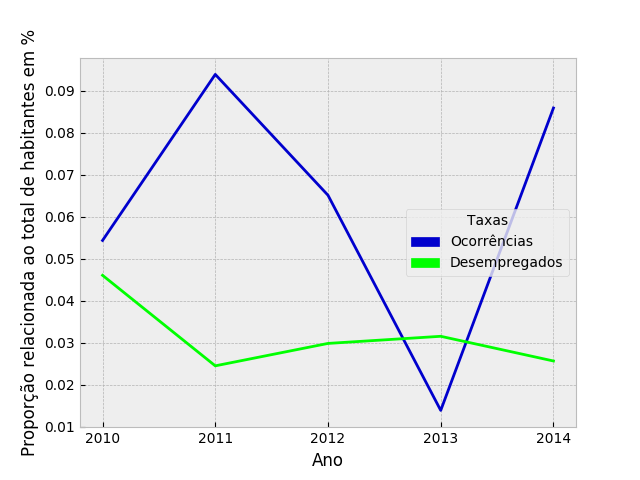 Proporção relacionada ao total de habitantes em %
0.09
0.08
0.07
0.06
0.05
0.04
0.03
0.02
0.01
Taxas
Ocorrências
Desempregados
2010 2011 2012 2013 2014
Ano